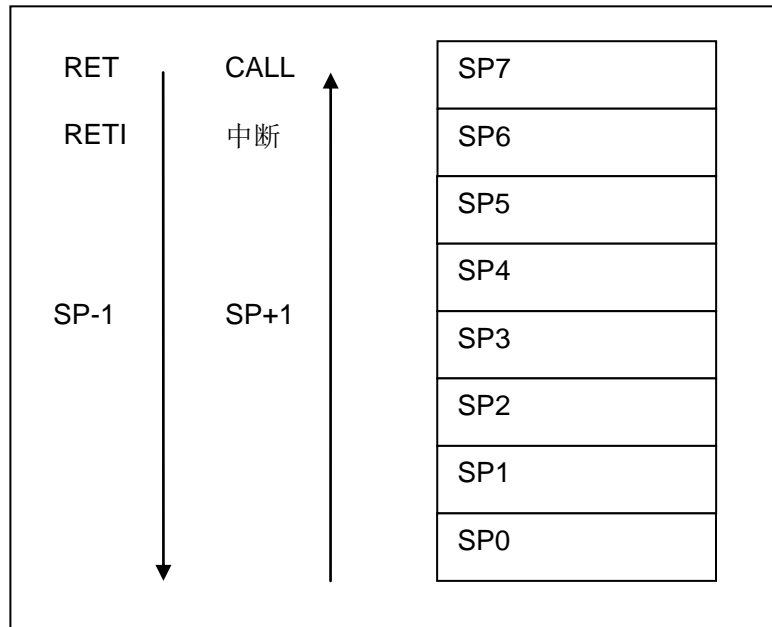 RET CALL SP7
RETI 中断 SP6
SP5
SP4
SP-1 SP+1 SP3
SP2
SP1
SP0